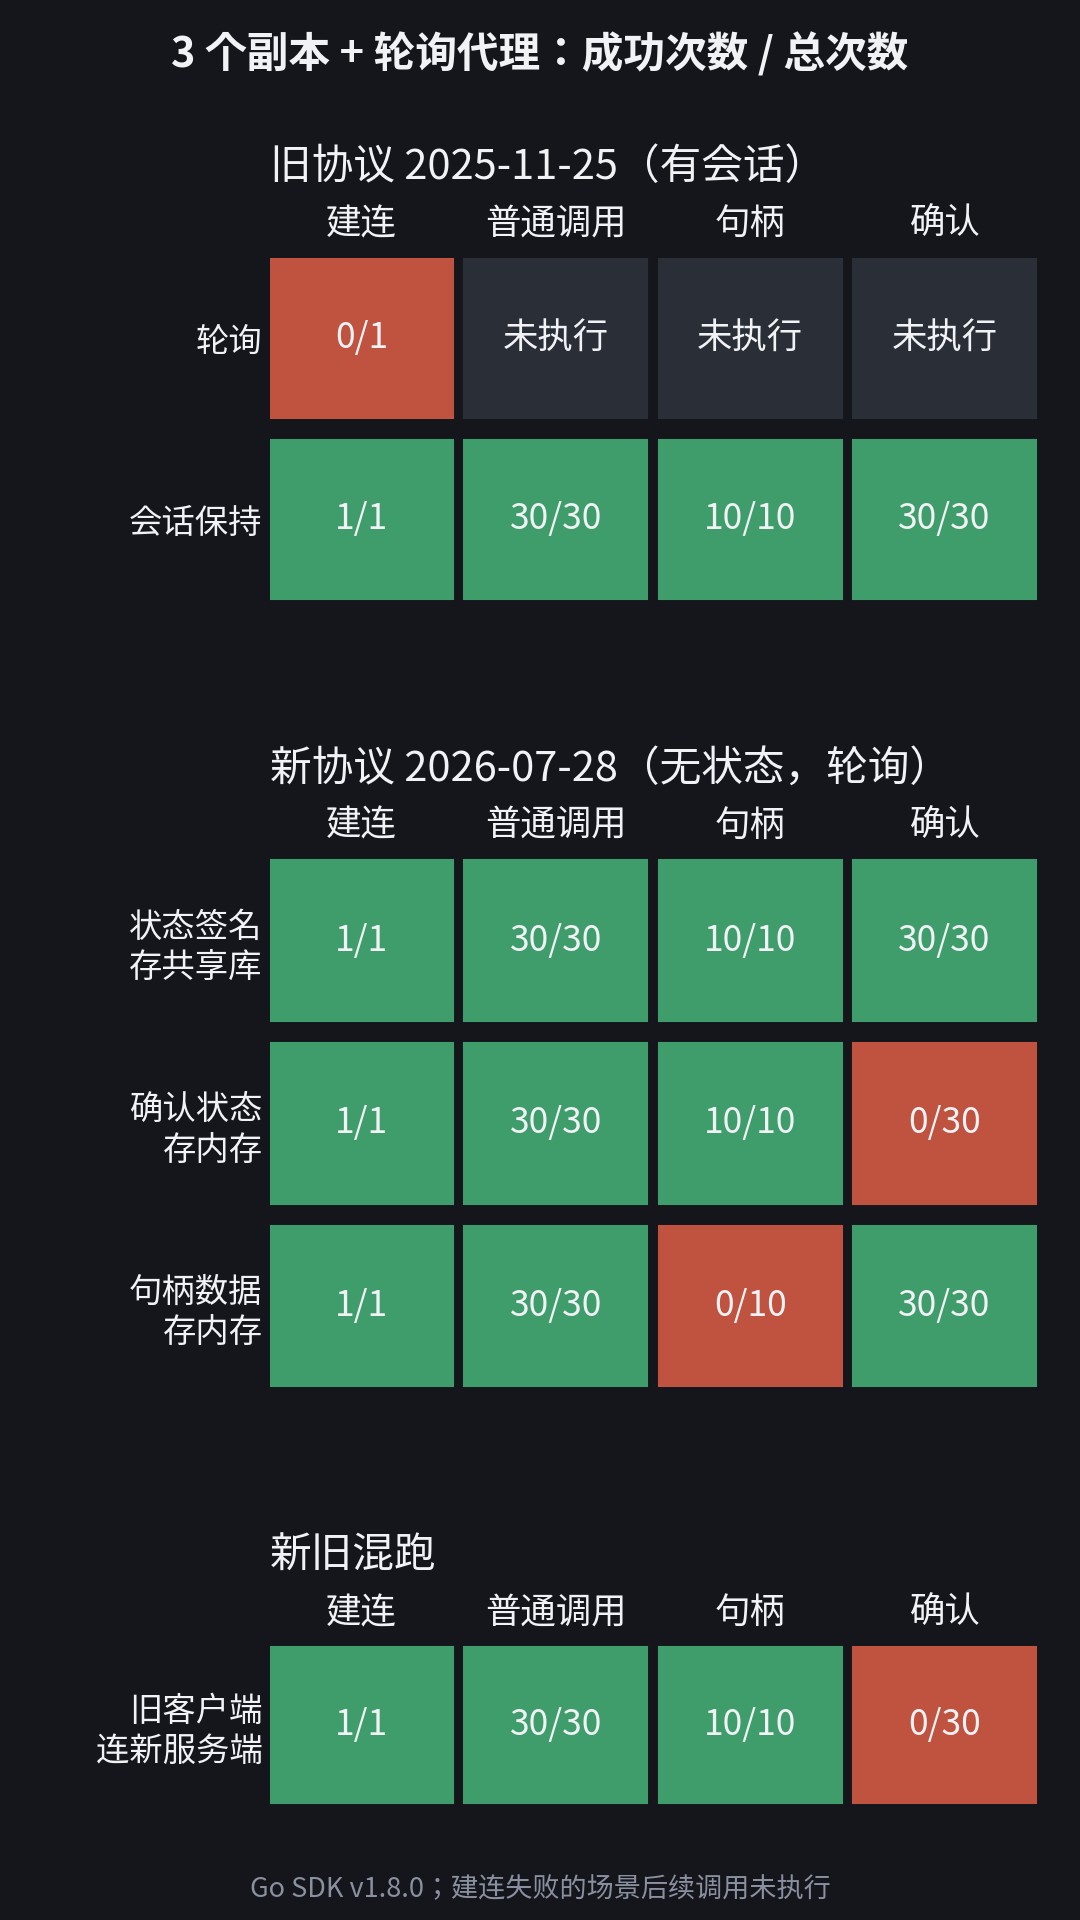 3 个副本 + 轮询代理：成功次数 / 总次数
旧协议 2025-11-25（有会话）
建连 普通调用 句柄 确认
轮询 0/1 未执行 未执行 未执行
会话保持 1/1 30/30 10/10 30/30
新协议 2026-07-28（无状态，轮询）
建连 普通调用 句柄 确认
状态签名
存共享库
1/1 30/30 10/10 30/30
确认状态
存内存
1/1 30/30 10/10 0/30
句柄数据
存内存
1/1 30/30 0/10 30/30
新旧混跑
建连 普通调用 句柄 确认
旧客户端
连新服务端
1/1 30/30 10/10 0/30
Go SDK v1.8.0；建连失败的场景后续调用未执行